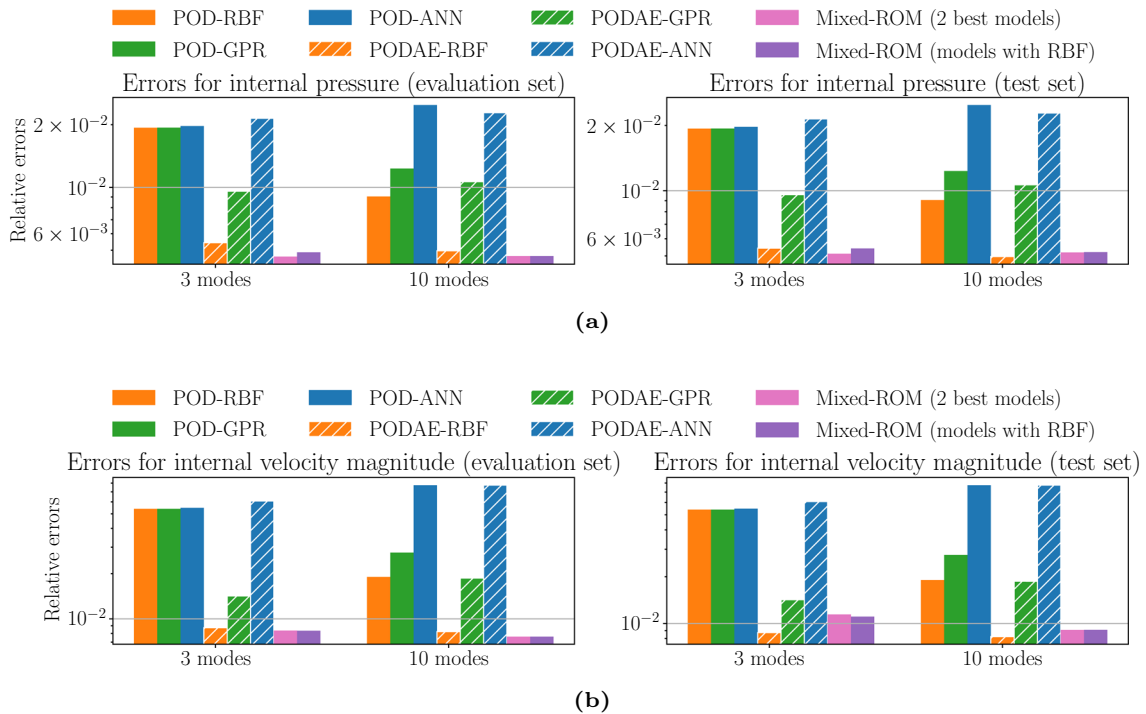 POD-RBF POD-ANN PODAE-GPR Mixed-ROM (2 best models)
POD-GPR PODAE-RBF PODAE-ANN Mixed-ROM (models with RBF)
Errors for internal pressure (evaluation set) Errors for internal pressure (test set)
Relative errors
2 × 10⁻² 2 × 10⁻²
10⁻² 10⁻²
6 × 10⁻³ 6 × 10⁻³
3 modes 10 modes 3 modes 10 modes
(a)
POD-RBF POD-ANN PODAE-GPR Mixed-ROM (2 best models)
POD-GPR PODAE-RBF PODAE-ANN Mixed-ROM (models with RBF)
Errors for internal velocity magnitude (evaluation set) Errors for internal velocity magnitude (test set)
Relative errors
10⁻² 10⁻²
3 modes 10 modes 3 modes 10 modes
(b)